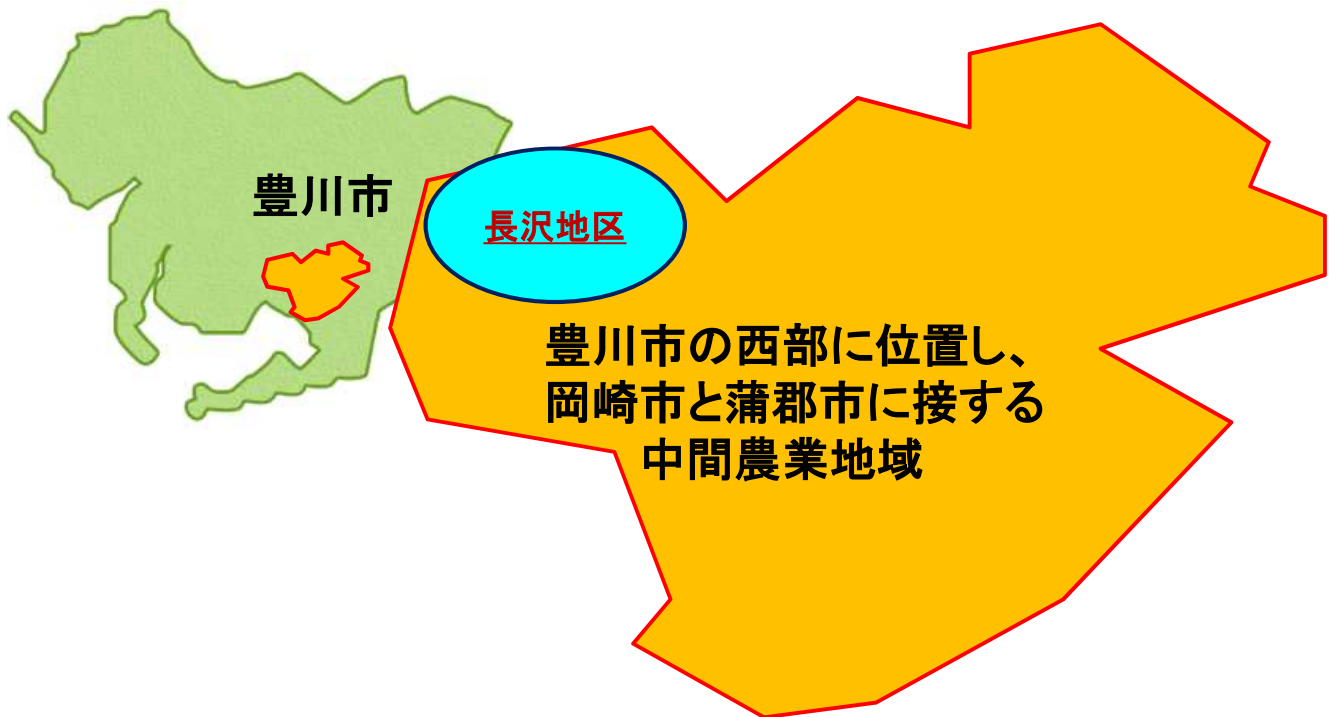 豊川市
長沢地区
豊川市の西部に位置し、
岡崎市と蒲郡市に接する
中間農業地域